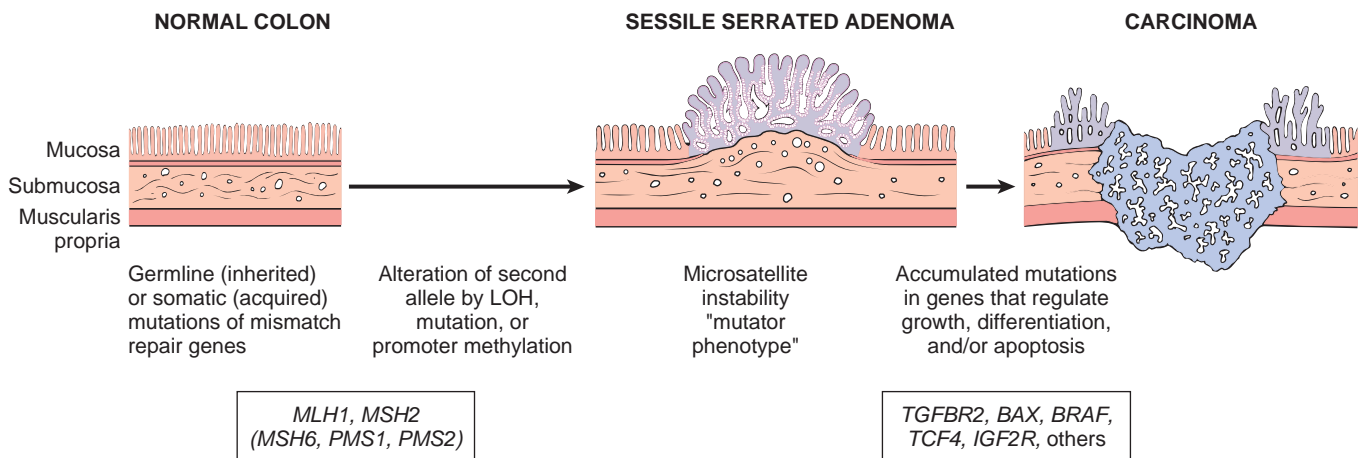 NORMAL COLON
SESSILE SERRATED ADENOMA
CARCINOMA
Mucosa
Submucosa
Muscularis
propria
Germline (inherited)
or somatic (acquired)
mutations of mismatch
repair genes
Alteration of second
allele by LOH,
mutation, or
promoter methylation
Microsatellite
instability
"mutator
phenotype"
Accumulated mutations
in genes that regulate
growth, differentiation,
and/or apoptosis
MLH1, MSH2
(MSH6, PMS1, PMS2)
TGFBR2, BAX, BRAF,
TCF4, IGF2R, others